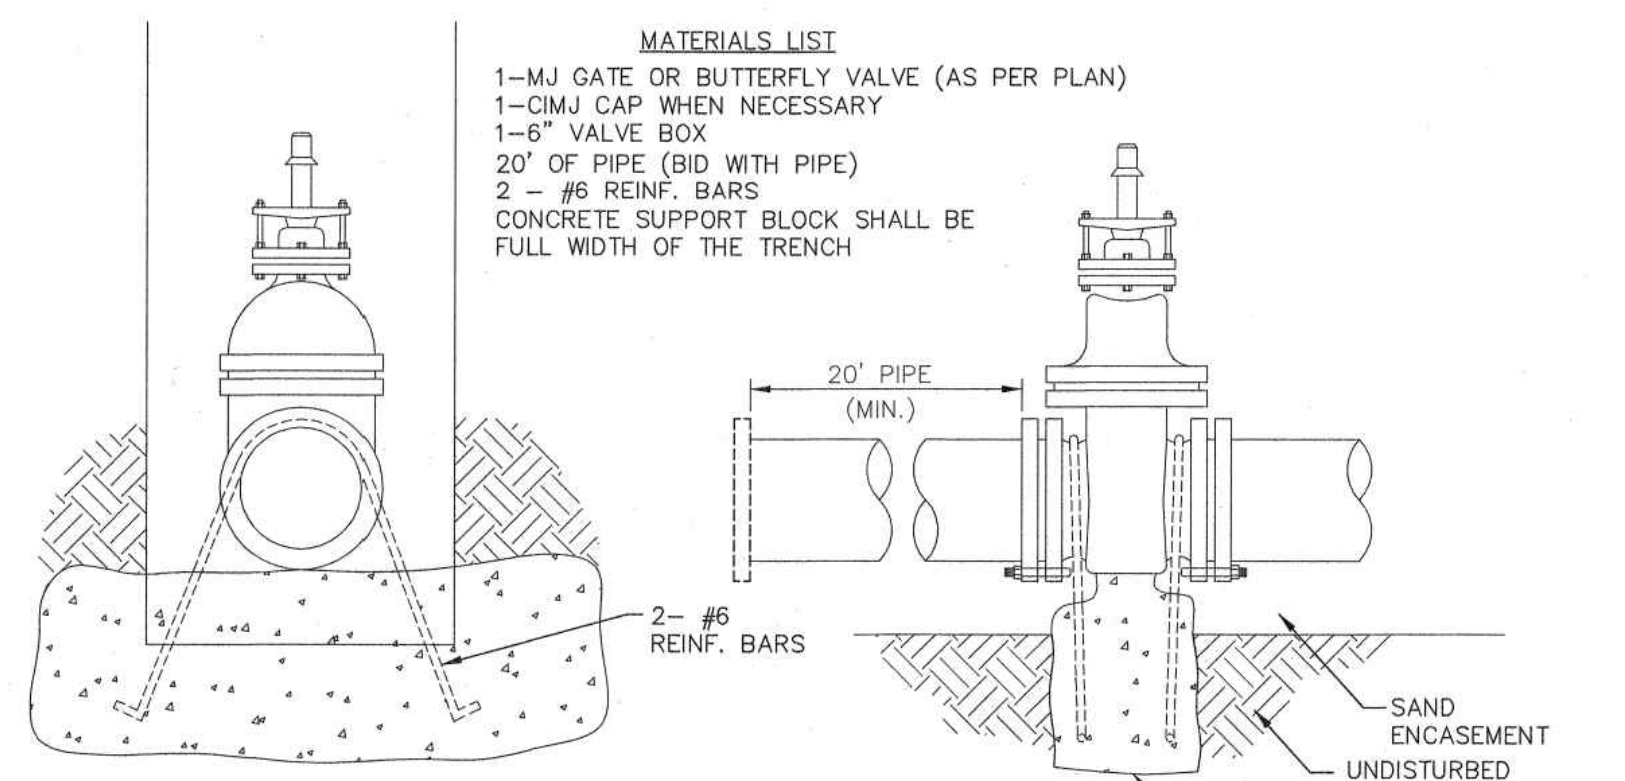 MATERIALS LIST
1-MJ GATE OR BUTTERFLY VALVE (AS PER PLAN)
1-CIMJ CAP WHEN NECESSARY
1-6" VALVE BOX
20' OF PIPE (BID WITH PIPE)
2 - #6 REINF. BARS
CONCRETE SUPPORT BLOCK SHALL BE
FULL WIDTH OF THE TRENCH
20' PIPE
(MIN.)
2- #6
REINF. BARS
SAND
ENCASEMENT
UNDISTURBED